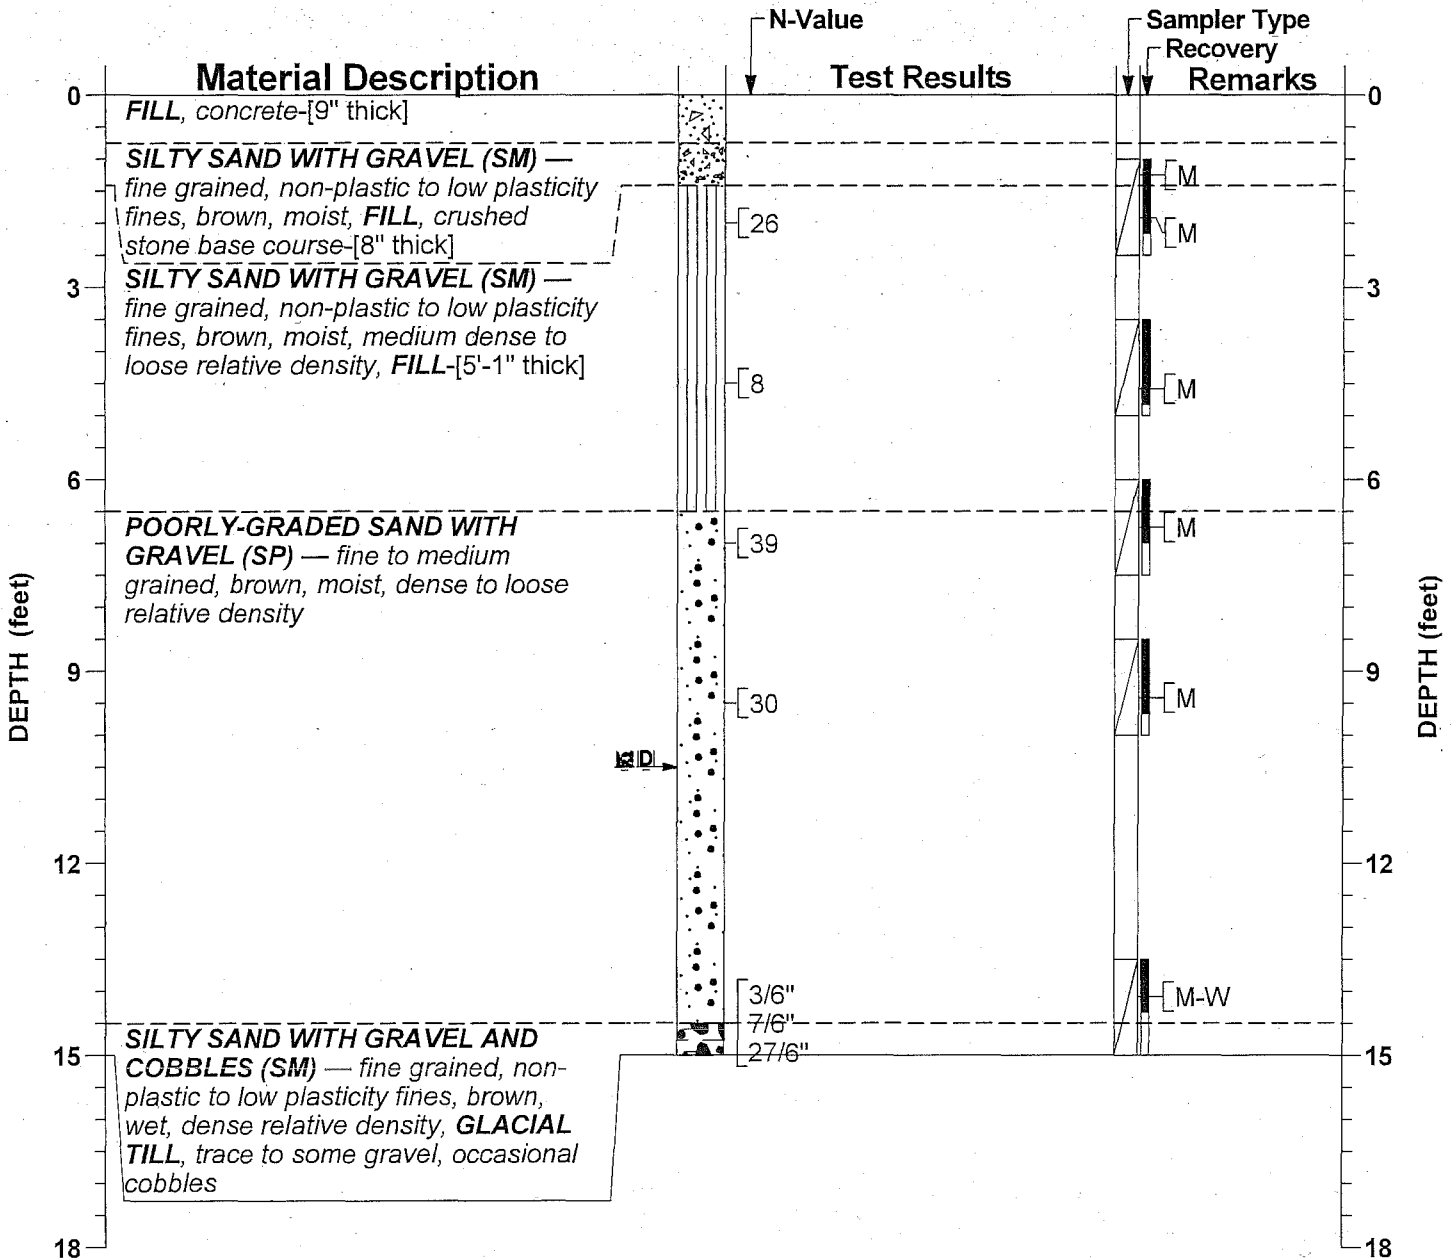 N-Value
Sampler Type
Recovery
Material Description
Test Results
Remarks
0
0
FILL, concrete-[9" thick]
SILTY SAND WITH GRAVEL (SM) —
fine grained, non-plastic to low plasticity
fines, brown, moist, FILL, crushed
stone base course-[8" thick]
M
26
M
SILTY SAND WITH GRAVEL (SM) —
fine grained, non-plastic to low plasticity
fines, brown, moist, medium dense to
loose relative density, FILL-[5'-1" thick]
3
3
8
M
6
6
POORLY-GRADED SAND WITH
GRAVEL (SP) — fine to medium
grained, brown, moist, dense to loose
relative density
39
M
DEPTH (feet)
DEPTH (feet)
9
9
30
M
D
12
12
3/6"
7/6"
27/6"
M-W
SILTY SAND WITH GRAVEL AND
COBBLES (SM) — fine grained, non-
plastic to low plasticity fines, brown,
wet, dense relative density, GLACIAL
TILL, trace to some gravel, occasional
cobbles
15
15
18
18